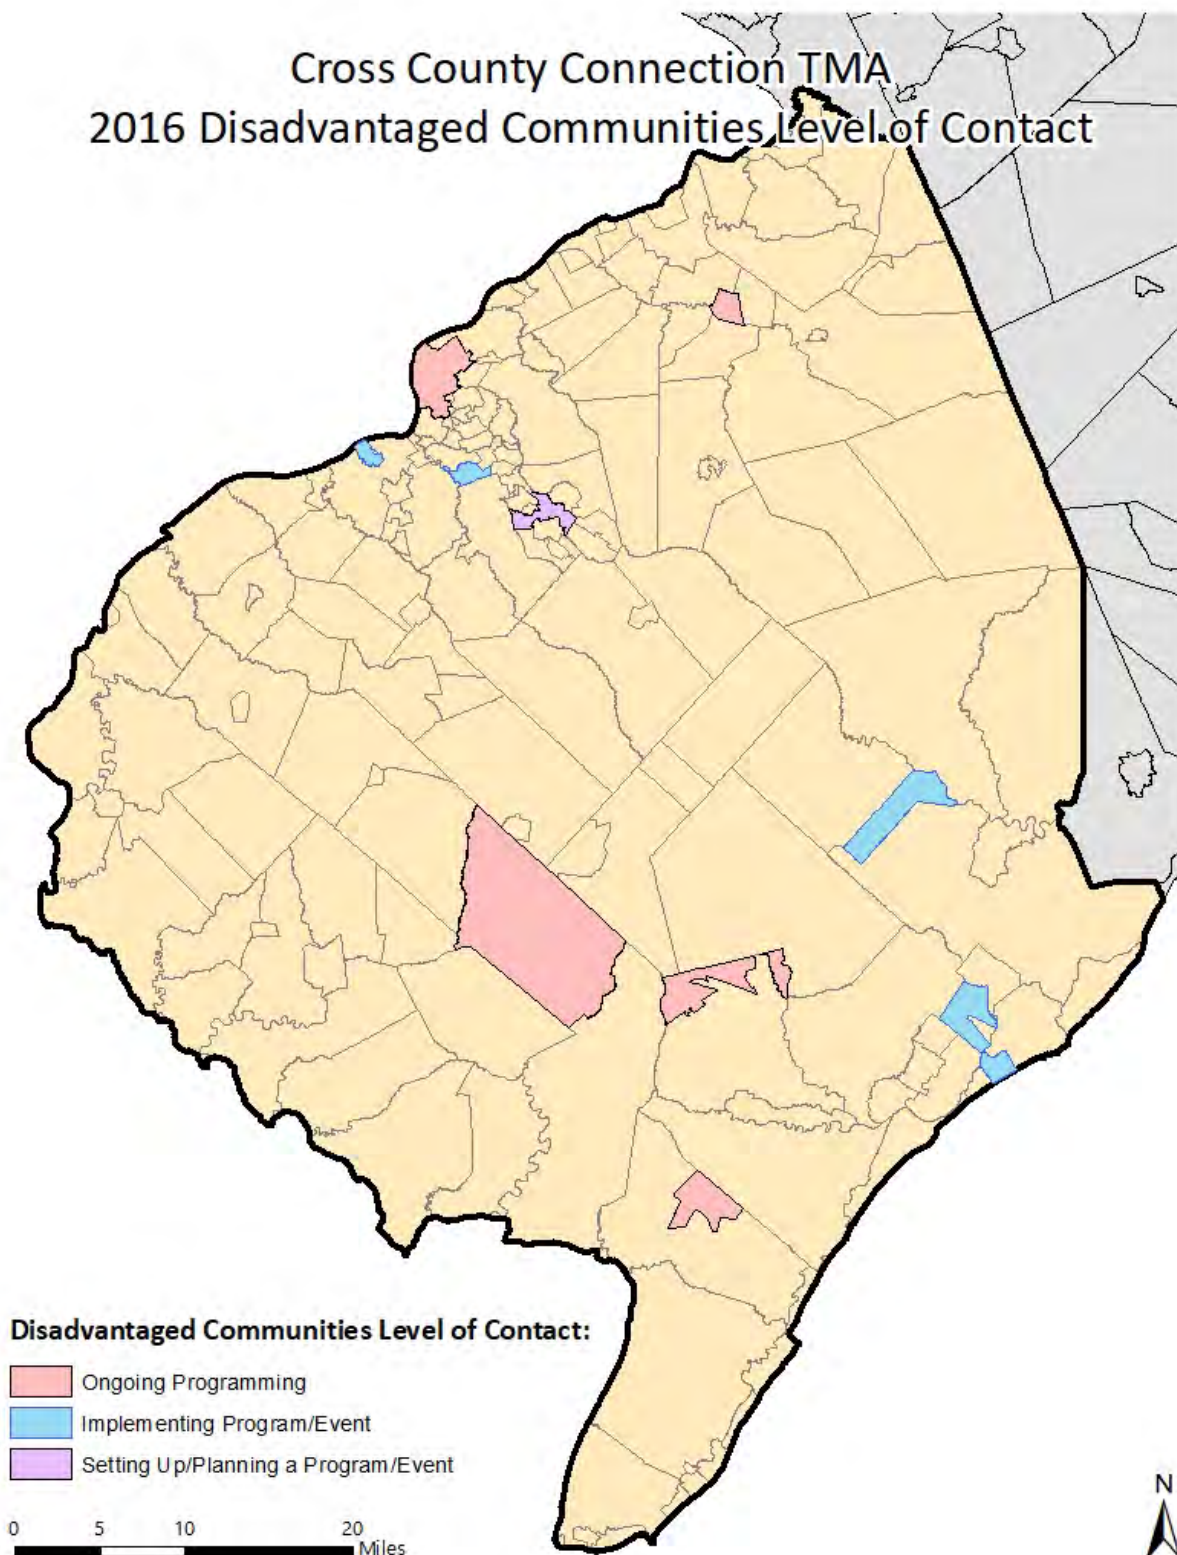 Cross County Connection TMA
2016 Disadvantaged Communities Level of Contact
Disadvantaged Communities Level of Contact:
Ongoing Programming
Implementing Program/Event
Setting Up/Planning a Program/Event
N
0 5 10 20
Miles